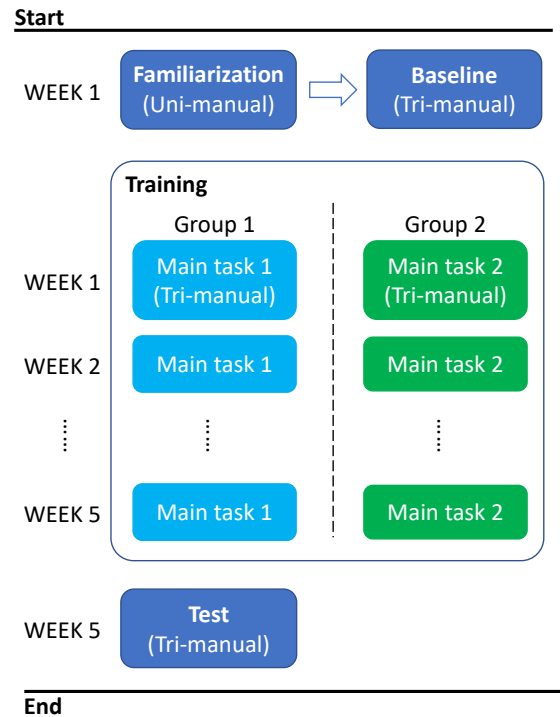 Start
WEEK 1
Familiarization
(Uni-manual)
Baseline
(Tri-manual)
Training
Group 1
Group 2
WEEK 1
Main task 1
(Tri-manual)
Main task 2
(Tri-manual)
WEEK 2
Main task 1
Main task 2
......
......
......
WEEK 5
Main task 1
Main task 2
WEEK 5
Test
(Tri-manual)
End